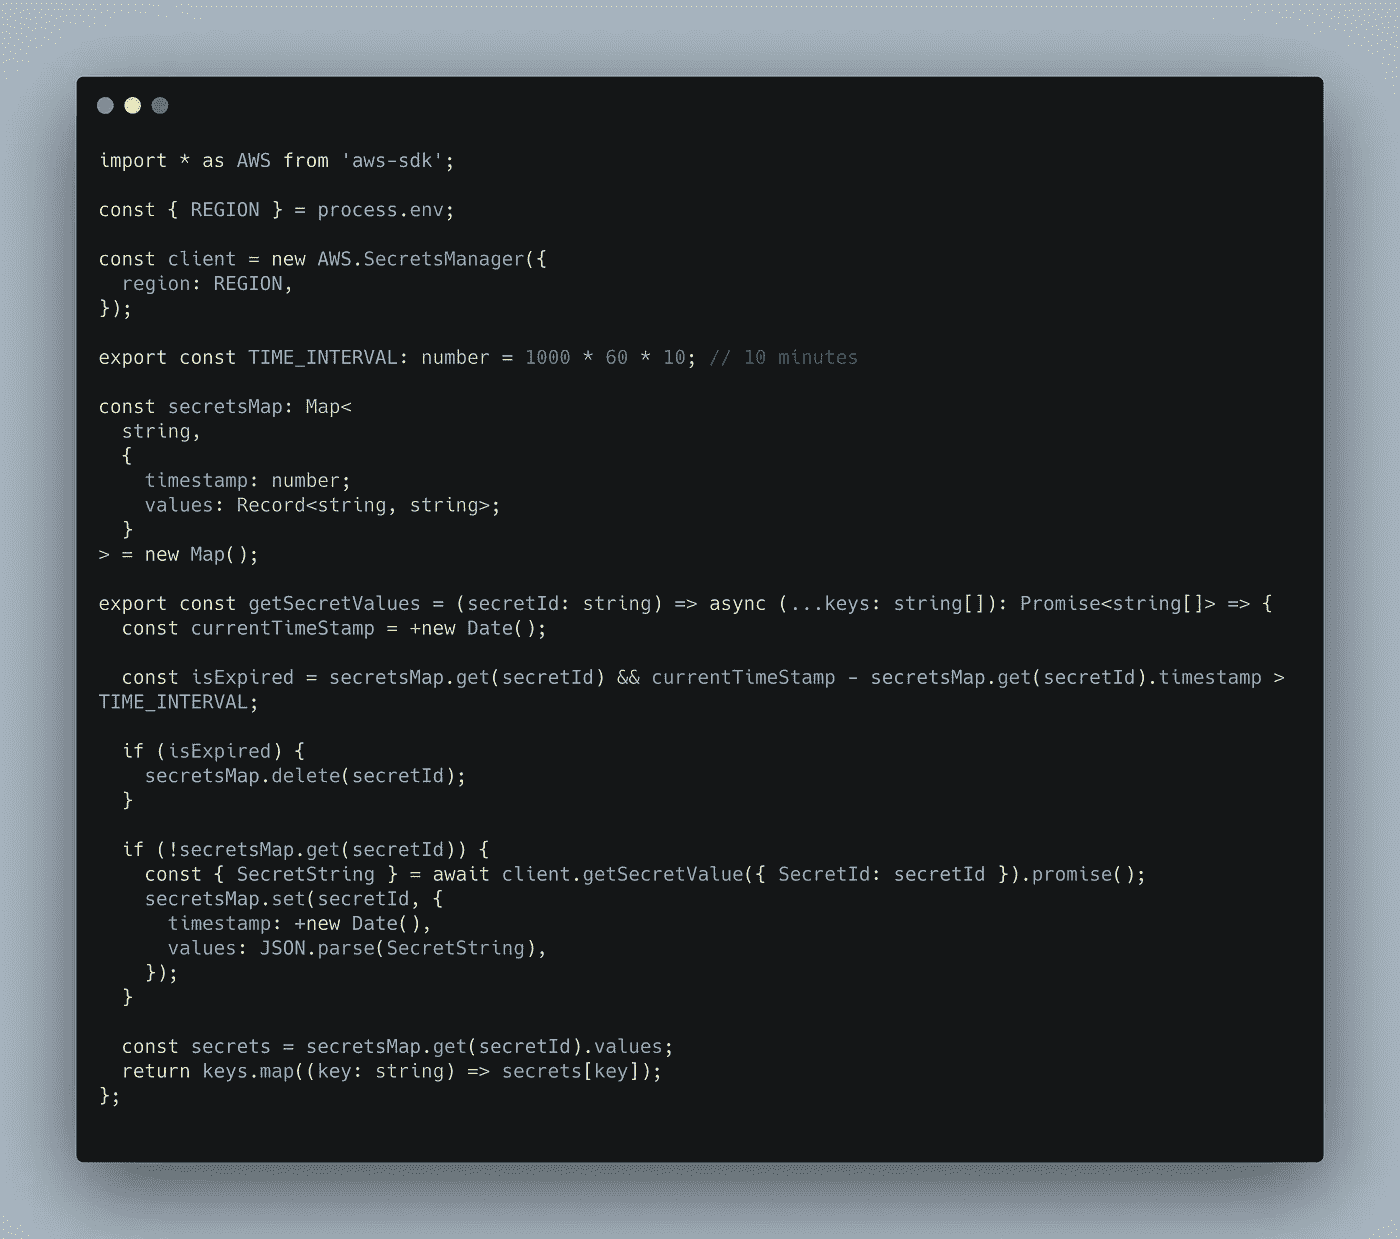 import * as AWS from 'aws-sdk';
const { REGION } = process.env;
const client = new AWS.SecretsManager({
  region: REGION,
});
export const TIME_INTERVAL: number = 1000 * 60 * 10; // 10 minutes
const secretsMap: Map<
  string,
  {
    timestamp: number;
    values: Record<string, string>;
  }
> = new Map();
export const getSecretValues = (secretId: string) => async (...keys: string[]): Promise<string[]> => {
  const currentTimeStamp = +new Date();
  const isExpired = secretsMap.get(secretId) && currentTimeStamp - secretsMap.get(secretId).timestamp >
TIME_INTERVAL;
  if (isExpired) {
    secretsMap.delete(secretId);
  }
  if (!secretsMap.get(secretId)) {
    const { SecretString } = await client.getSecretValue({ SecretId: secretId }).promise();
    secretsMap.set(secretId, {
      timestamp: +new Date(),
      values: JSON.parse(SecretString),
    });
  }
  const secrets = secretsMap.get(secretId).values;
  return keys.map((key: string) => secrets[key]);
};